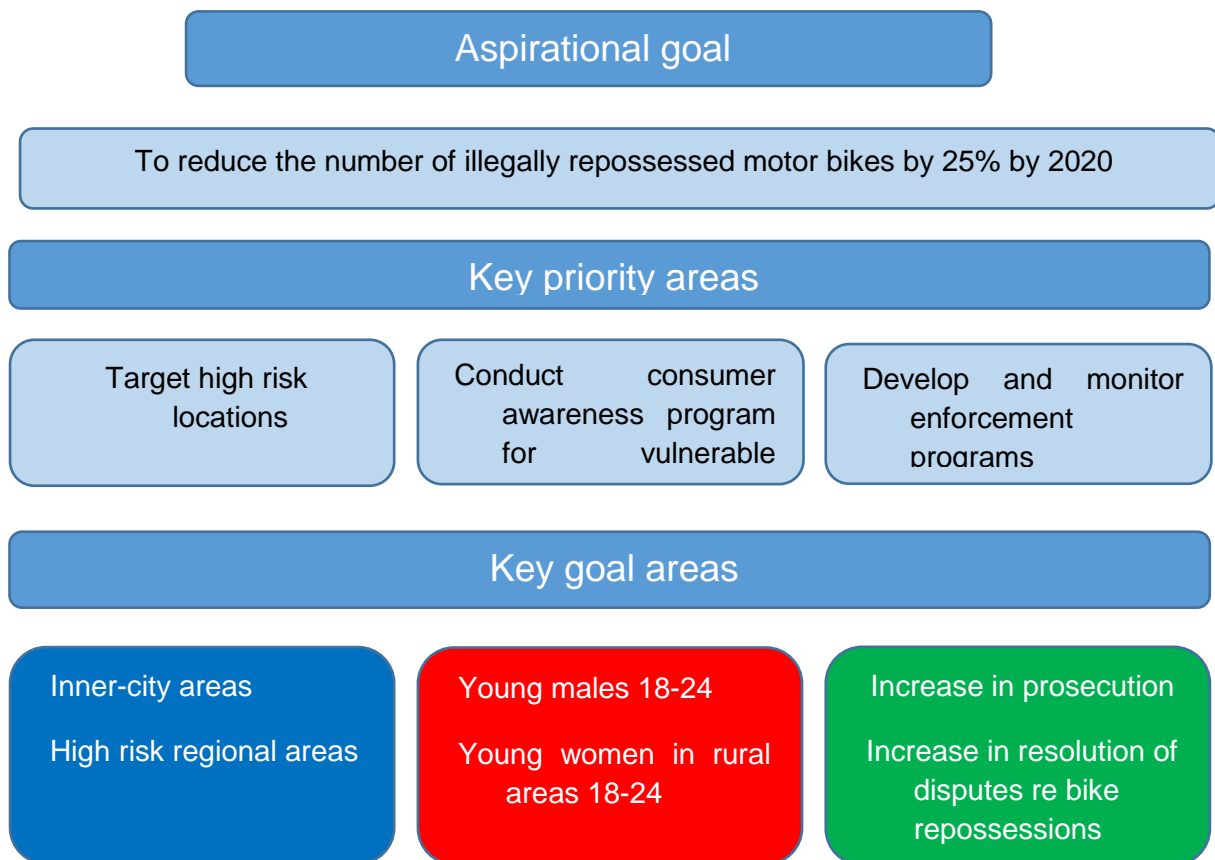 Aspirational goal
To reduce the number of illegally repossessed motor bikes by 25% by 2020
Key priority areas
Target high risk
locations
Conduct consumer
awareness program
for vulnerable
Develop and monitor
enforcement
programs
Key goal areas
Inner-city areas
High risk regional areas
Young males 18-24
Young women in rural
areas 18-24
Increase in prosecution
Increase in resolution of
disputes re bike
repossessions